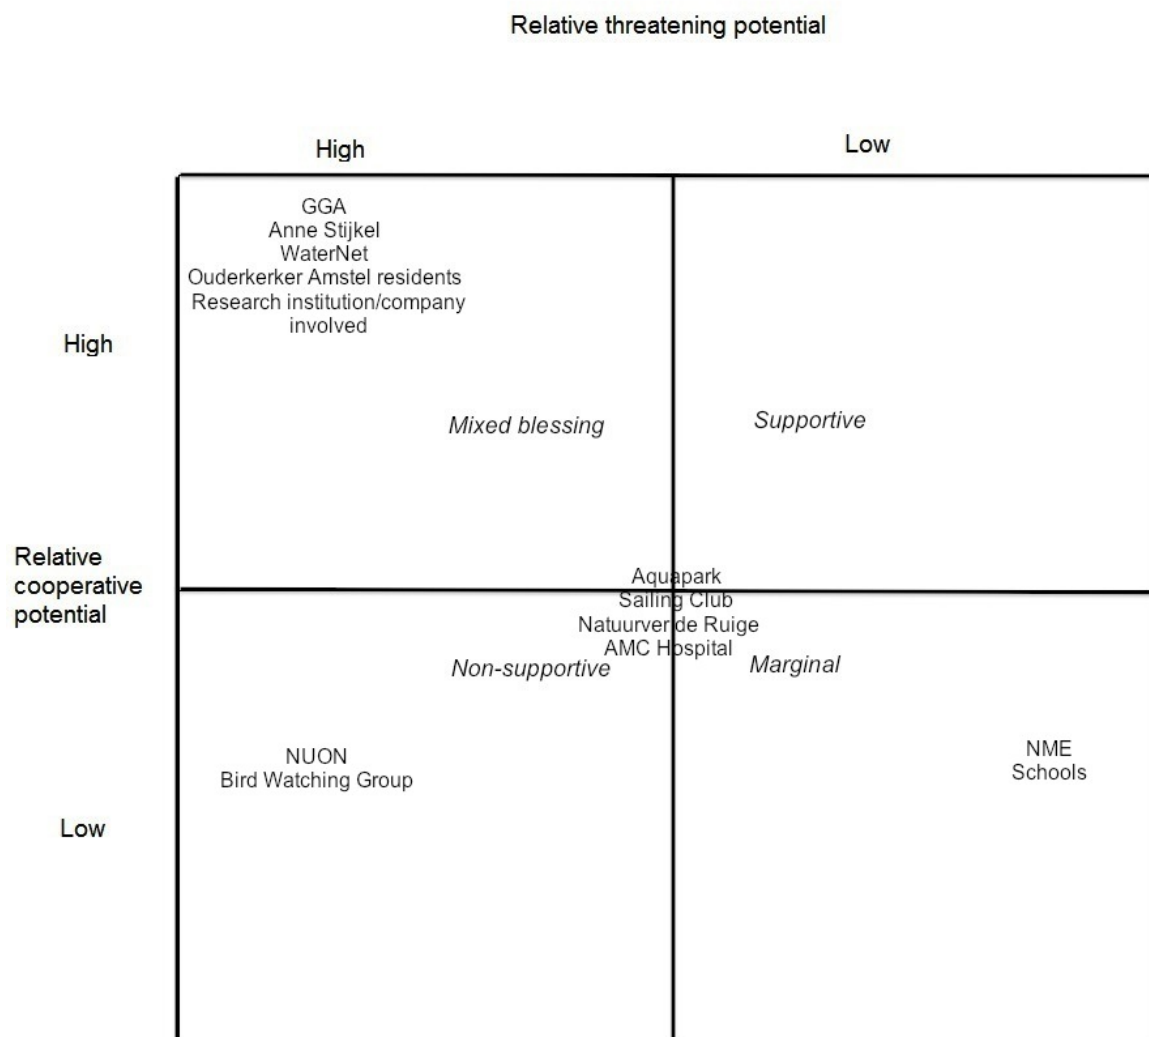 Relative threatening potential
High
Low
GGA
Anne Stijkel
WaterNet
Ouderkerker Amstel residents
Research institution/company
involved
High
Mixed blessing
Supportive
Relative
cooperative
potential
Aquapark
Sailing Club
Natuurver de Ruige
AMC Hospital
Non-supportive
Marginal
NUON
Bird Watching Group
NME
Schools
Low